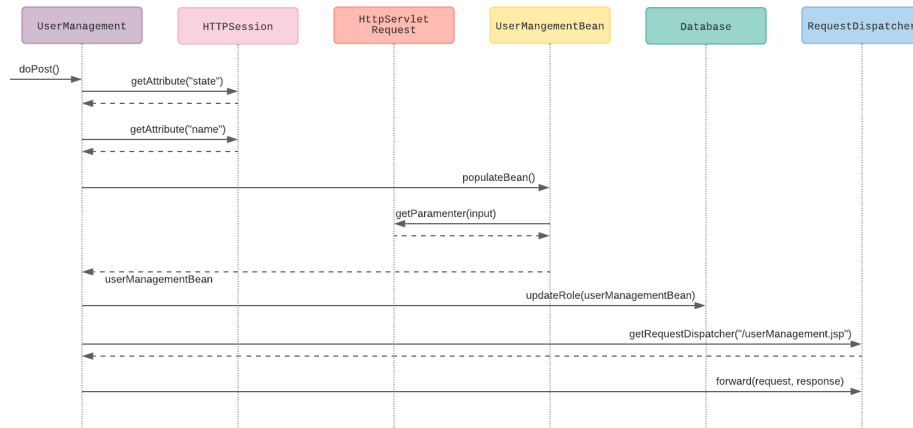 UserManagement
HTTPSession
HttpServlet
Request
UserMangementBean
Database
RequestDispatcher
doPost()
getAttribute("state")
getAttribute("name")
populateBean()
getParamenter(input)
userManagementBean
updateRole(userManagementBean)
getRequestDispatcher("/userManagement.jsp")
forward(request, response)